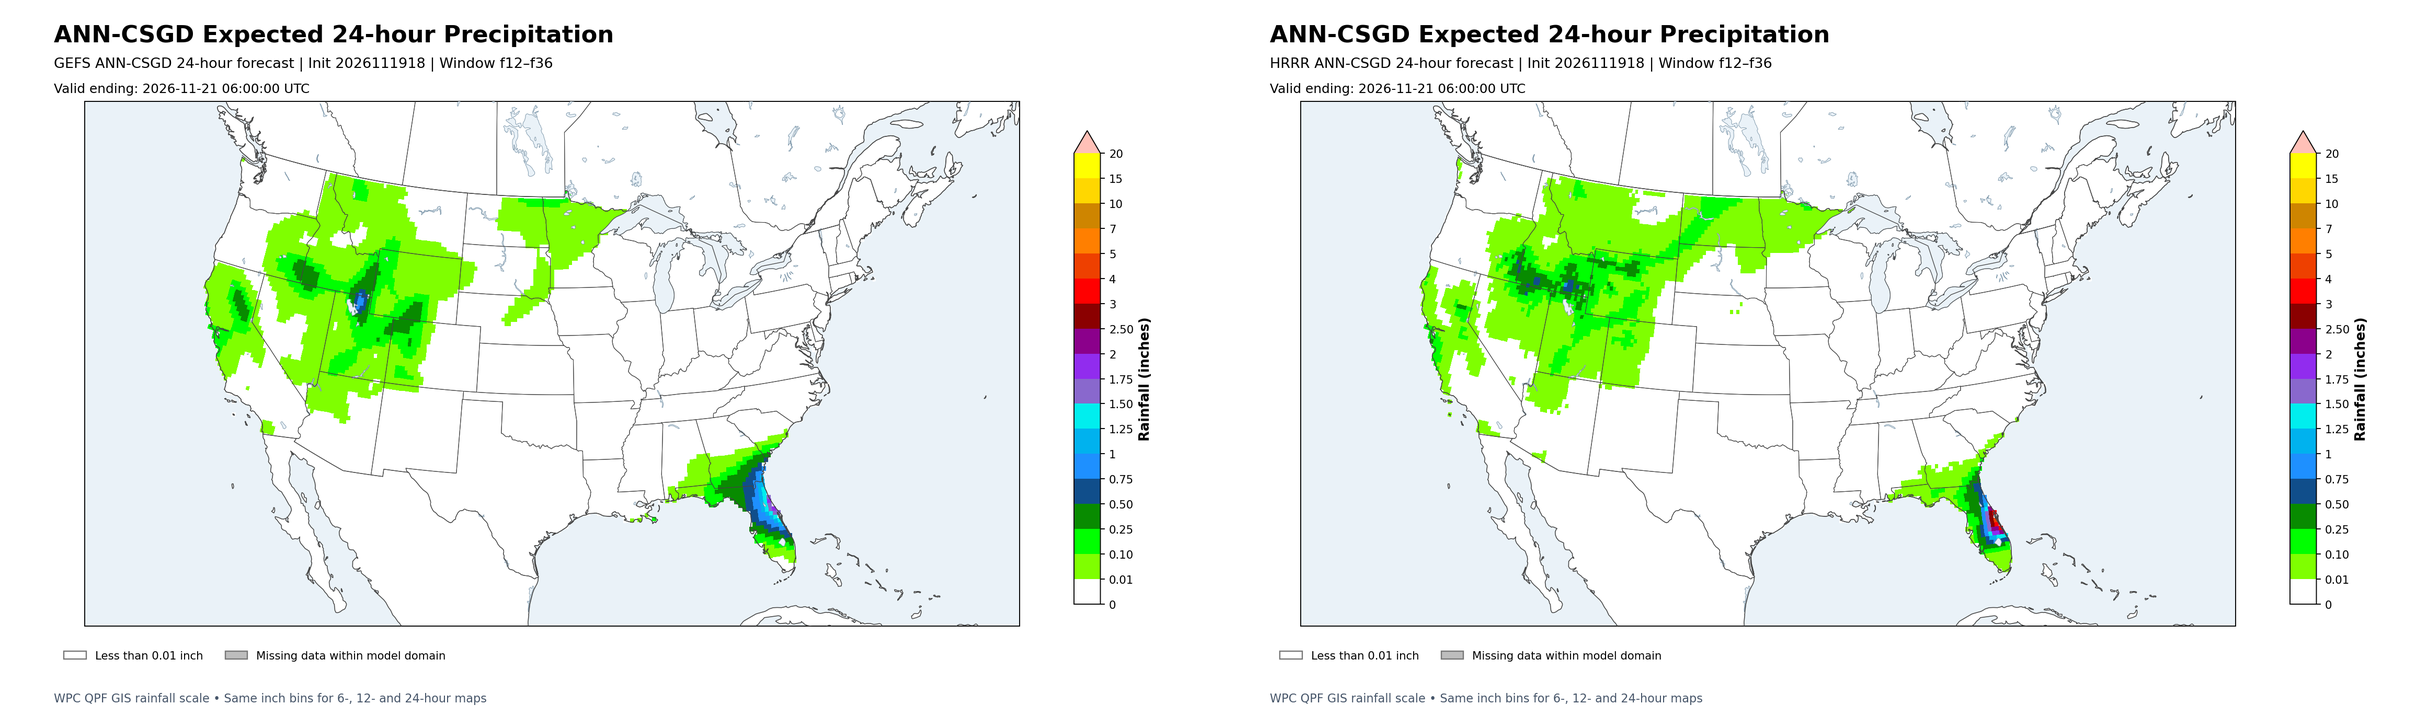 ANN-CSGD Expected 24-hour Precipitation
GEFS ANN-CSGD 24-hour forecast | Init 2026111918 | Window f12–f36
Valid ending: 2026-11-21 06:00:00 UTC
20
15
10
7
5
4
3
2.50
2
1.75
1.50
1.25
1
0.75
0.50
0.25
0.10
0.01
0
Rainfall (inches)
Less than 0.01 inch
Missing data within model domain
WPC QPF GIS rainfall scale • Same inch bins for 6-, 12- and 24-hour maps
ANN-CSGD Expected 24-hour Precipitation
HRRR ANN-CSGD 24-hour forecast | Init 2026111918 | Window f12–f36
Valid ending: 2026-11-21 06:00:00 UTC
20
15
10
7
5
4
3
2.50
2
1.75
1.50
1.25
1
0.75
0.50
0.25
0.10
0.01
0
Rainfall (inches)
Less than 0.01 inch
Missing data within model domain
WPC QPF GIS rainfall scale • Same inch bins for 6-, 12- and 24-hour maps